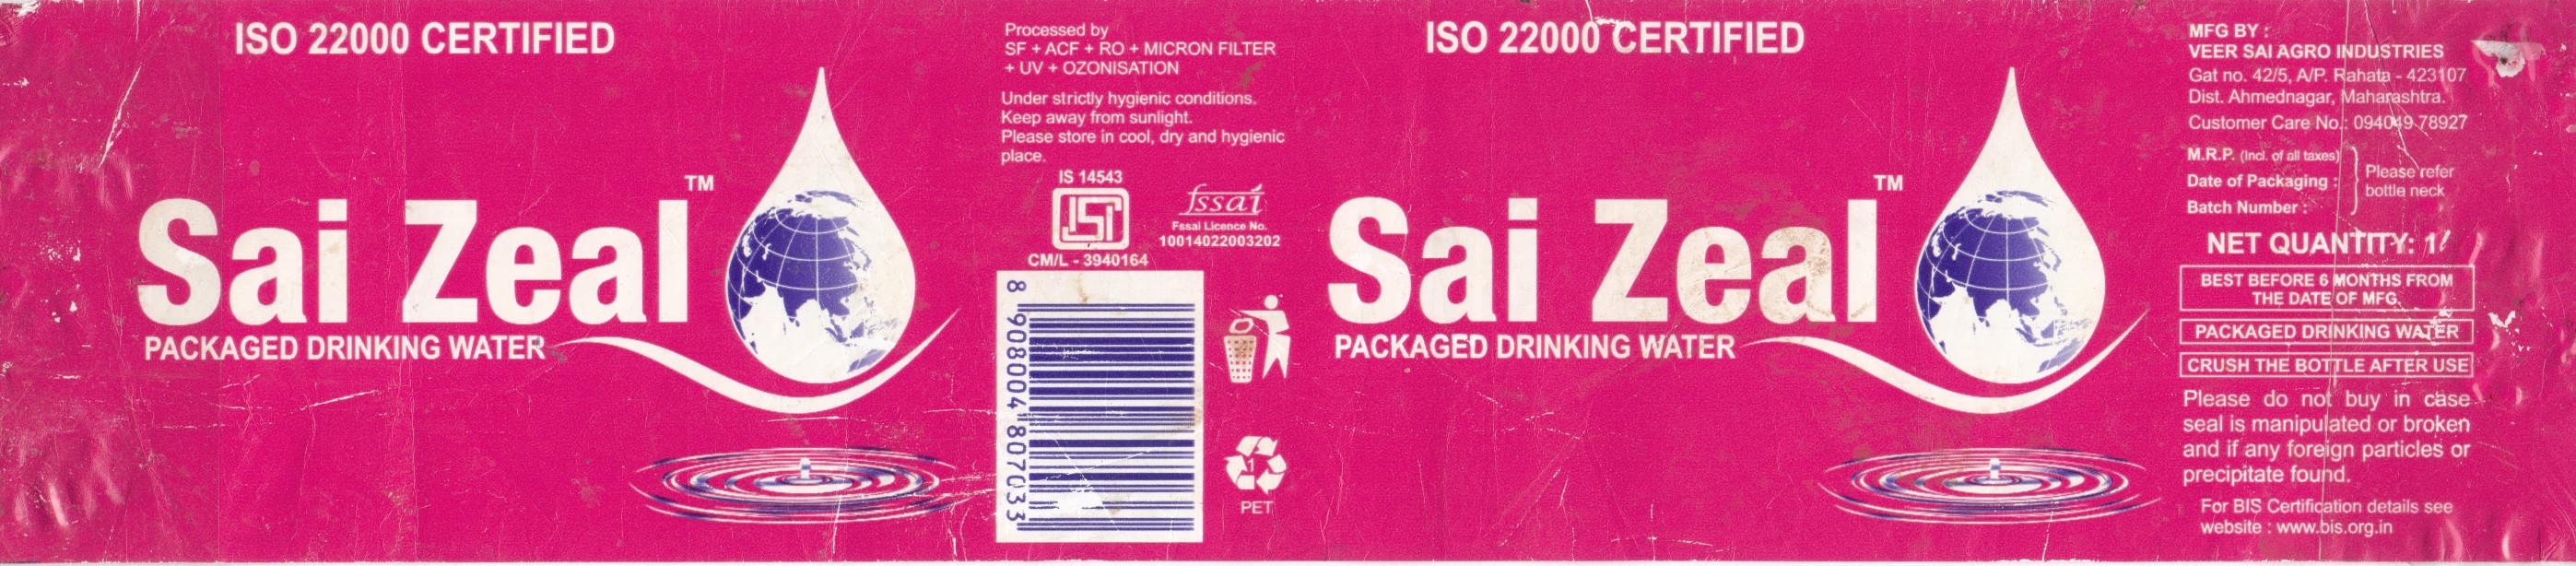 ISO 22000 CERTIFIED
Sai Zeal™
PACKAGED DRINKING WATER
Processed by
SF + ACF + RO + MICRON FILTER
+ UV + OZONISATION
Under strictly hygienic conditions.
Keep away from sunlight.
Please store in cool, dry and hygienic
place.
IS 14543
ISI
CM/L - 3940164
fssai
Fssai Licence No.
10014022003202
8 908004 807033
1
PET
ISO 22000 CERTIFIED
Sai Zeal™
PACKAGED DRINKING WATER
MFG BY :
VEER SAI AGRO INDUSTRIES
Gat no. 42/5, A/P. Rahata - 423107
Dist. Ahmednagar, Maharashtra.
Customer Care No.: 094049 78927
M.R.P. (Incl. of all taxes)
Date of Packaging :
Batch Number :
Please refer
bottle neck
NET QUANTITY: 1l
BEST BEFORE 6 MONTHS FROM
THE DATE OF MFG.
PACKAGED DRINKING WATER
CRUSH THE BOTTLE AFTER USE
Please do not buy in case
seal is manipulated or broken
and if any foreign particles or
precipitate found.
For BIS Certification details see
website : www.bis.org.in